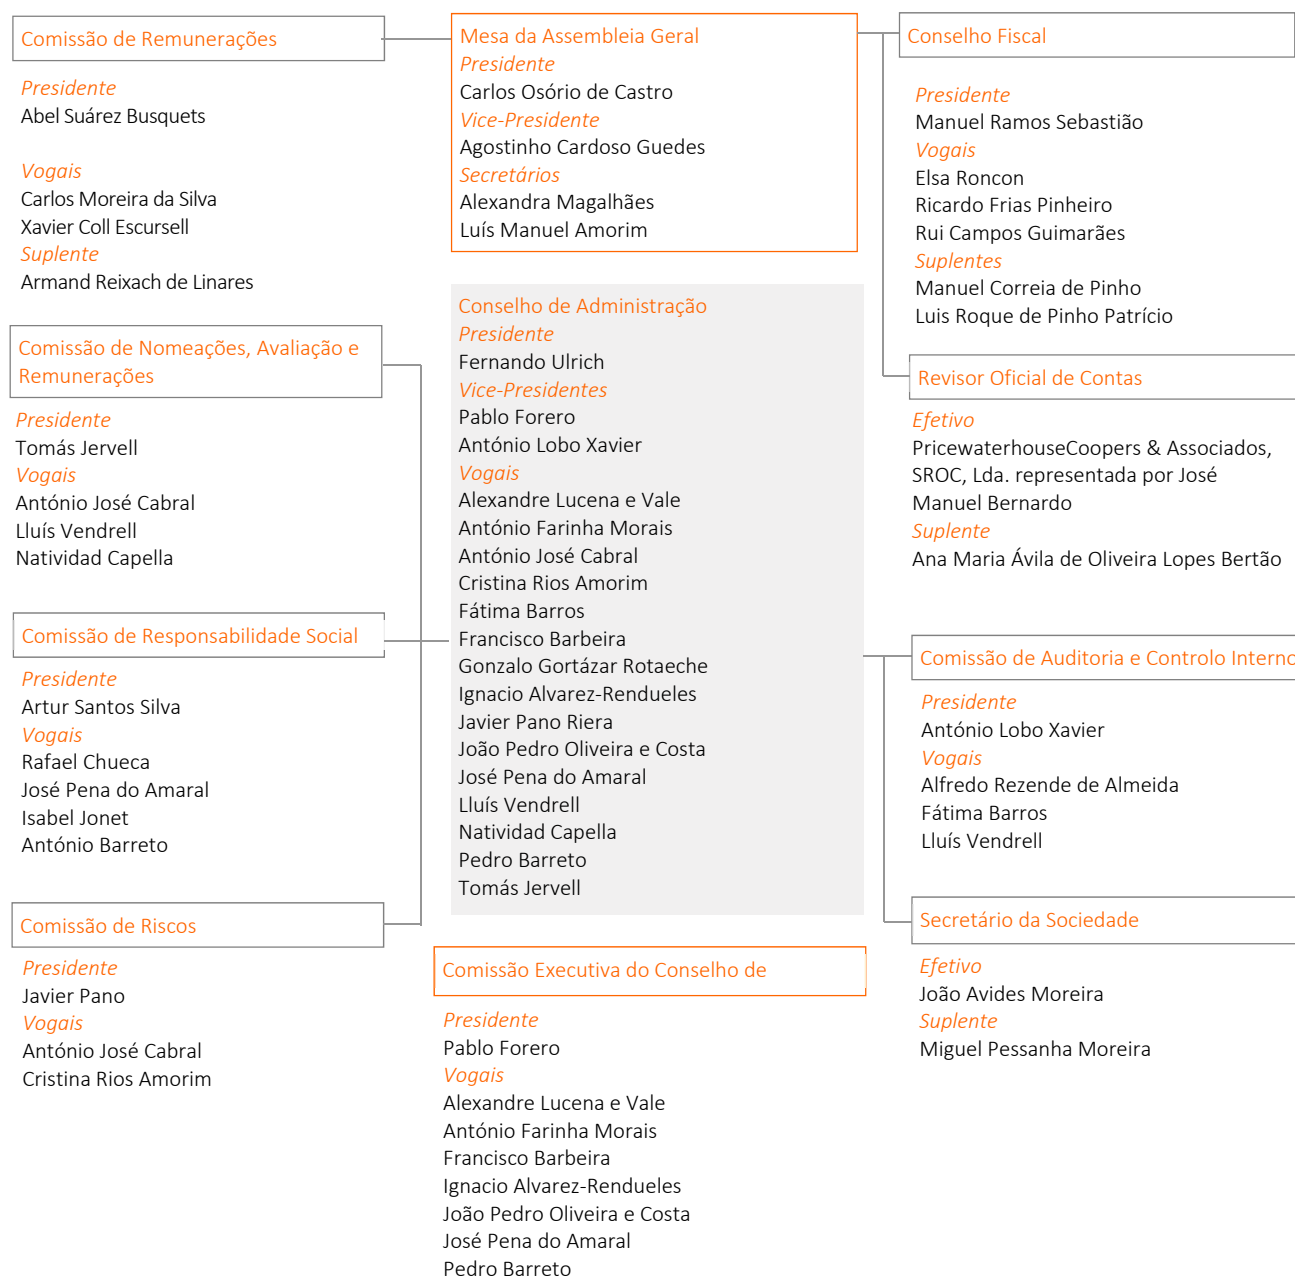 Comissão de Remunerações
Presidente
Abel Suárez Busquets
Vogais
Carlos Moreira da Silva
Xavier Coll Escursell
Suplente
Armand Reixach de Linares
Mesa da Assembleia Geral
Presidente
Carlos Osório de Castro
Vice-Presidente
Agostinho Cardoso Guedes
Secretários
Alexandra Magalhães
Luís Manuel Amorim
Conselho Fiscal
Presidente
Manuel Ramos Sebastião
Vogais
Elsa Roncon
Ricardo Frias Pinheiro
Rui Campos Guimarães
Suplentes
Manuel Correia de Pinho
Luis Roque de Pinho Patrício
Comissão de Nomeações, Avaliação e
Remunerações
Presidente
Tomás Jervell
Vogais
António José Cabral
Lluís Vendrell
Natividad Capella
Conselho de Administração
Presidente
Fernando Ulrich
Vice-Presidentes
Pablo Forero
António Lobo Xavier
Vogais
Alexandre Lucena e Vale
António Farinha Morais
António José Cabral
Cristina Rios Amorim
Fátima Barros
Francisco Barbeira
Gonzalo Gortázar Rotaeche
Ignacio Alvarez-Rendueles
Javier Pano Riera
João Pedro Oliveira e Costa
José Pena do Amaral
Lluís Vendrell
Natividad Capella
Pedro Barreto
Tomás Jervell
Revisor Oficial de Contas
Efetivo
PricewaterhouseCoopers & Associados,
SROC, Lda. representada por José
Manuel Bernardo
Suplente
Ana Maria Ávila de Oliveira Lopes Bertão
Comissão de Responsabilidade Social
Presidente
Artur Santos Silva
Vogais
Rafael Chueca
José Pena do Amaral
Isabel Jonet
António Barreto
Comissão de Auditoria e Controlo Interno
Presidente
António Lobo Xavier
Vogais
Alfredo Rezende de Almeida
Fátima Barros
Lluís Vendrell
Comissão de Riscos
Presidente
Javier Pano
Vogais
António José Cabral
Cristina Rios Amorim
Comissão Executiva do Conselho de
Presidente
Pablo Forero
Vogais
Alexandre Lucena e Vale
António Farinha Morais
Francisco Barbeira
Ignacio Alvarez-Rendueles
João Pedro Oliveira e Costa
José Pena do Amaral
Pedro Barreto
Secretário da Sociedade
Efetivo
João Avides Moreira
Suplente
Miguel Pessanha Moreira